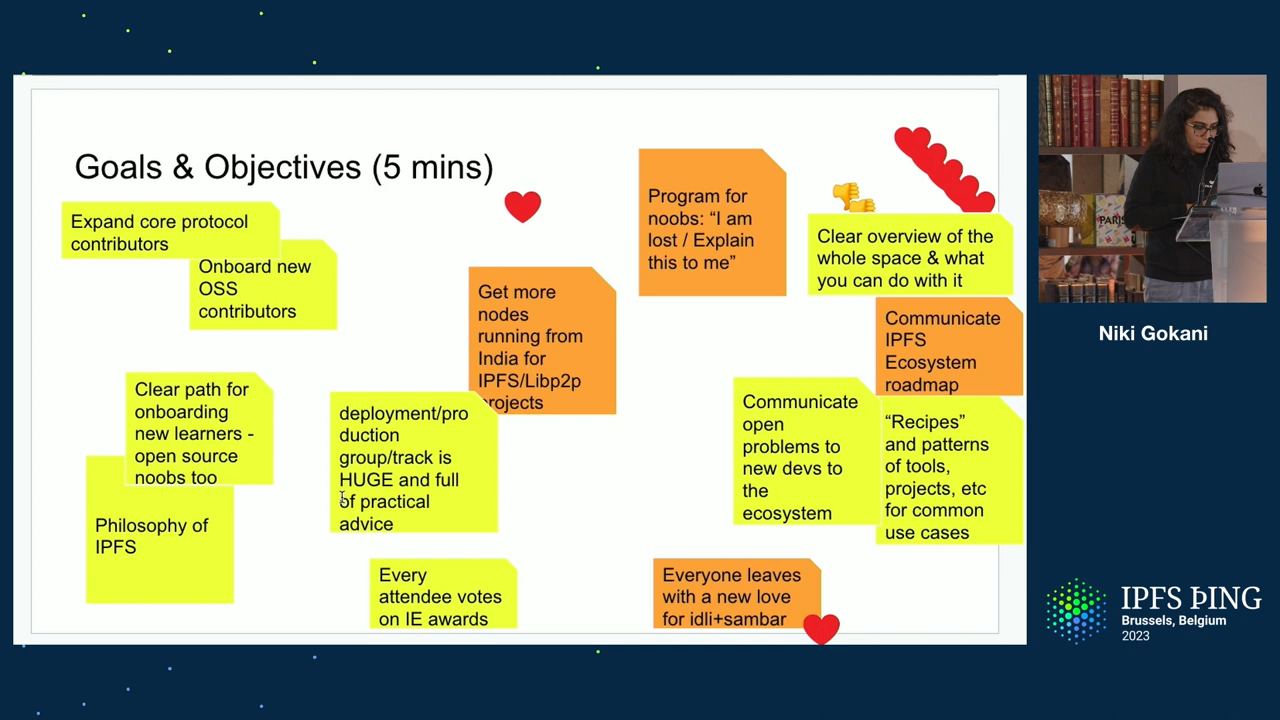 Goals & Objectives (5 mins)
Expand core protocol
contributors
Onboard new
OSS
contributors
Clear path for
onboarding
new learners -
open source
noobs too
Philosophy of
IPFS
deployment/pro
duction
group/track is
HUGE and full
of practical
advice
Every
attendee votes
on IE awards
Get more
nodes
running from
India for
IPFS/Libp2p
projects
Program for
noobs: “I am
lost / Explain
this to me”
Clear overview of the
whole space & what
you can do with it
Communicate
IPFS
Ecosystem
roadmap
Communicate
open
problems to
new devs to
the
ecosystem
“Recipes”
and patterns
of tools,
projects, etc
for common
use cases
Everyone leaves
with a new love
for idli+sambar
PARIS
Niki Gokani
IPFS ÞING
Brussels, Belgium
2023